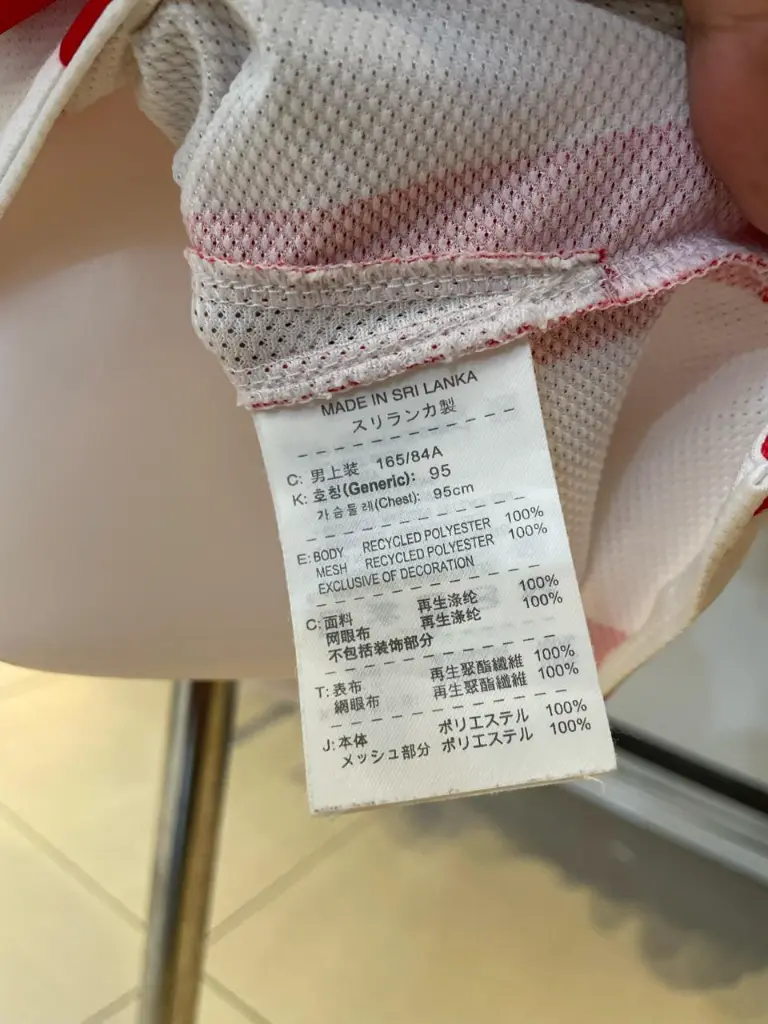 MADE IN SRI LANKA
スリランカ製
C: 男上装 165/84A
K: 호칭(Generic): 95
가슴둘레(Chest): 95cm
E: BODY RECYCLED POLYESTER 100%
MESH RECYCLED POLYESTER 100%
EXCLUSIVE OF DECORATION
C: 面料 再生涤纶 100%
网眼布 再生涤纶 100%
不包括装饰部分
T: 表布 再生聚酯纖維 100%
網眼布 再生聚酯纖維 100%
J: 本体 ポリエステル 100%
メッシュ部分 ポリエステル 100%